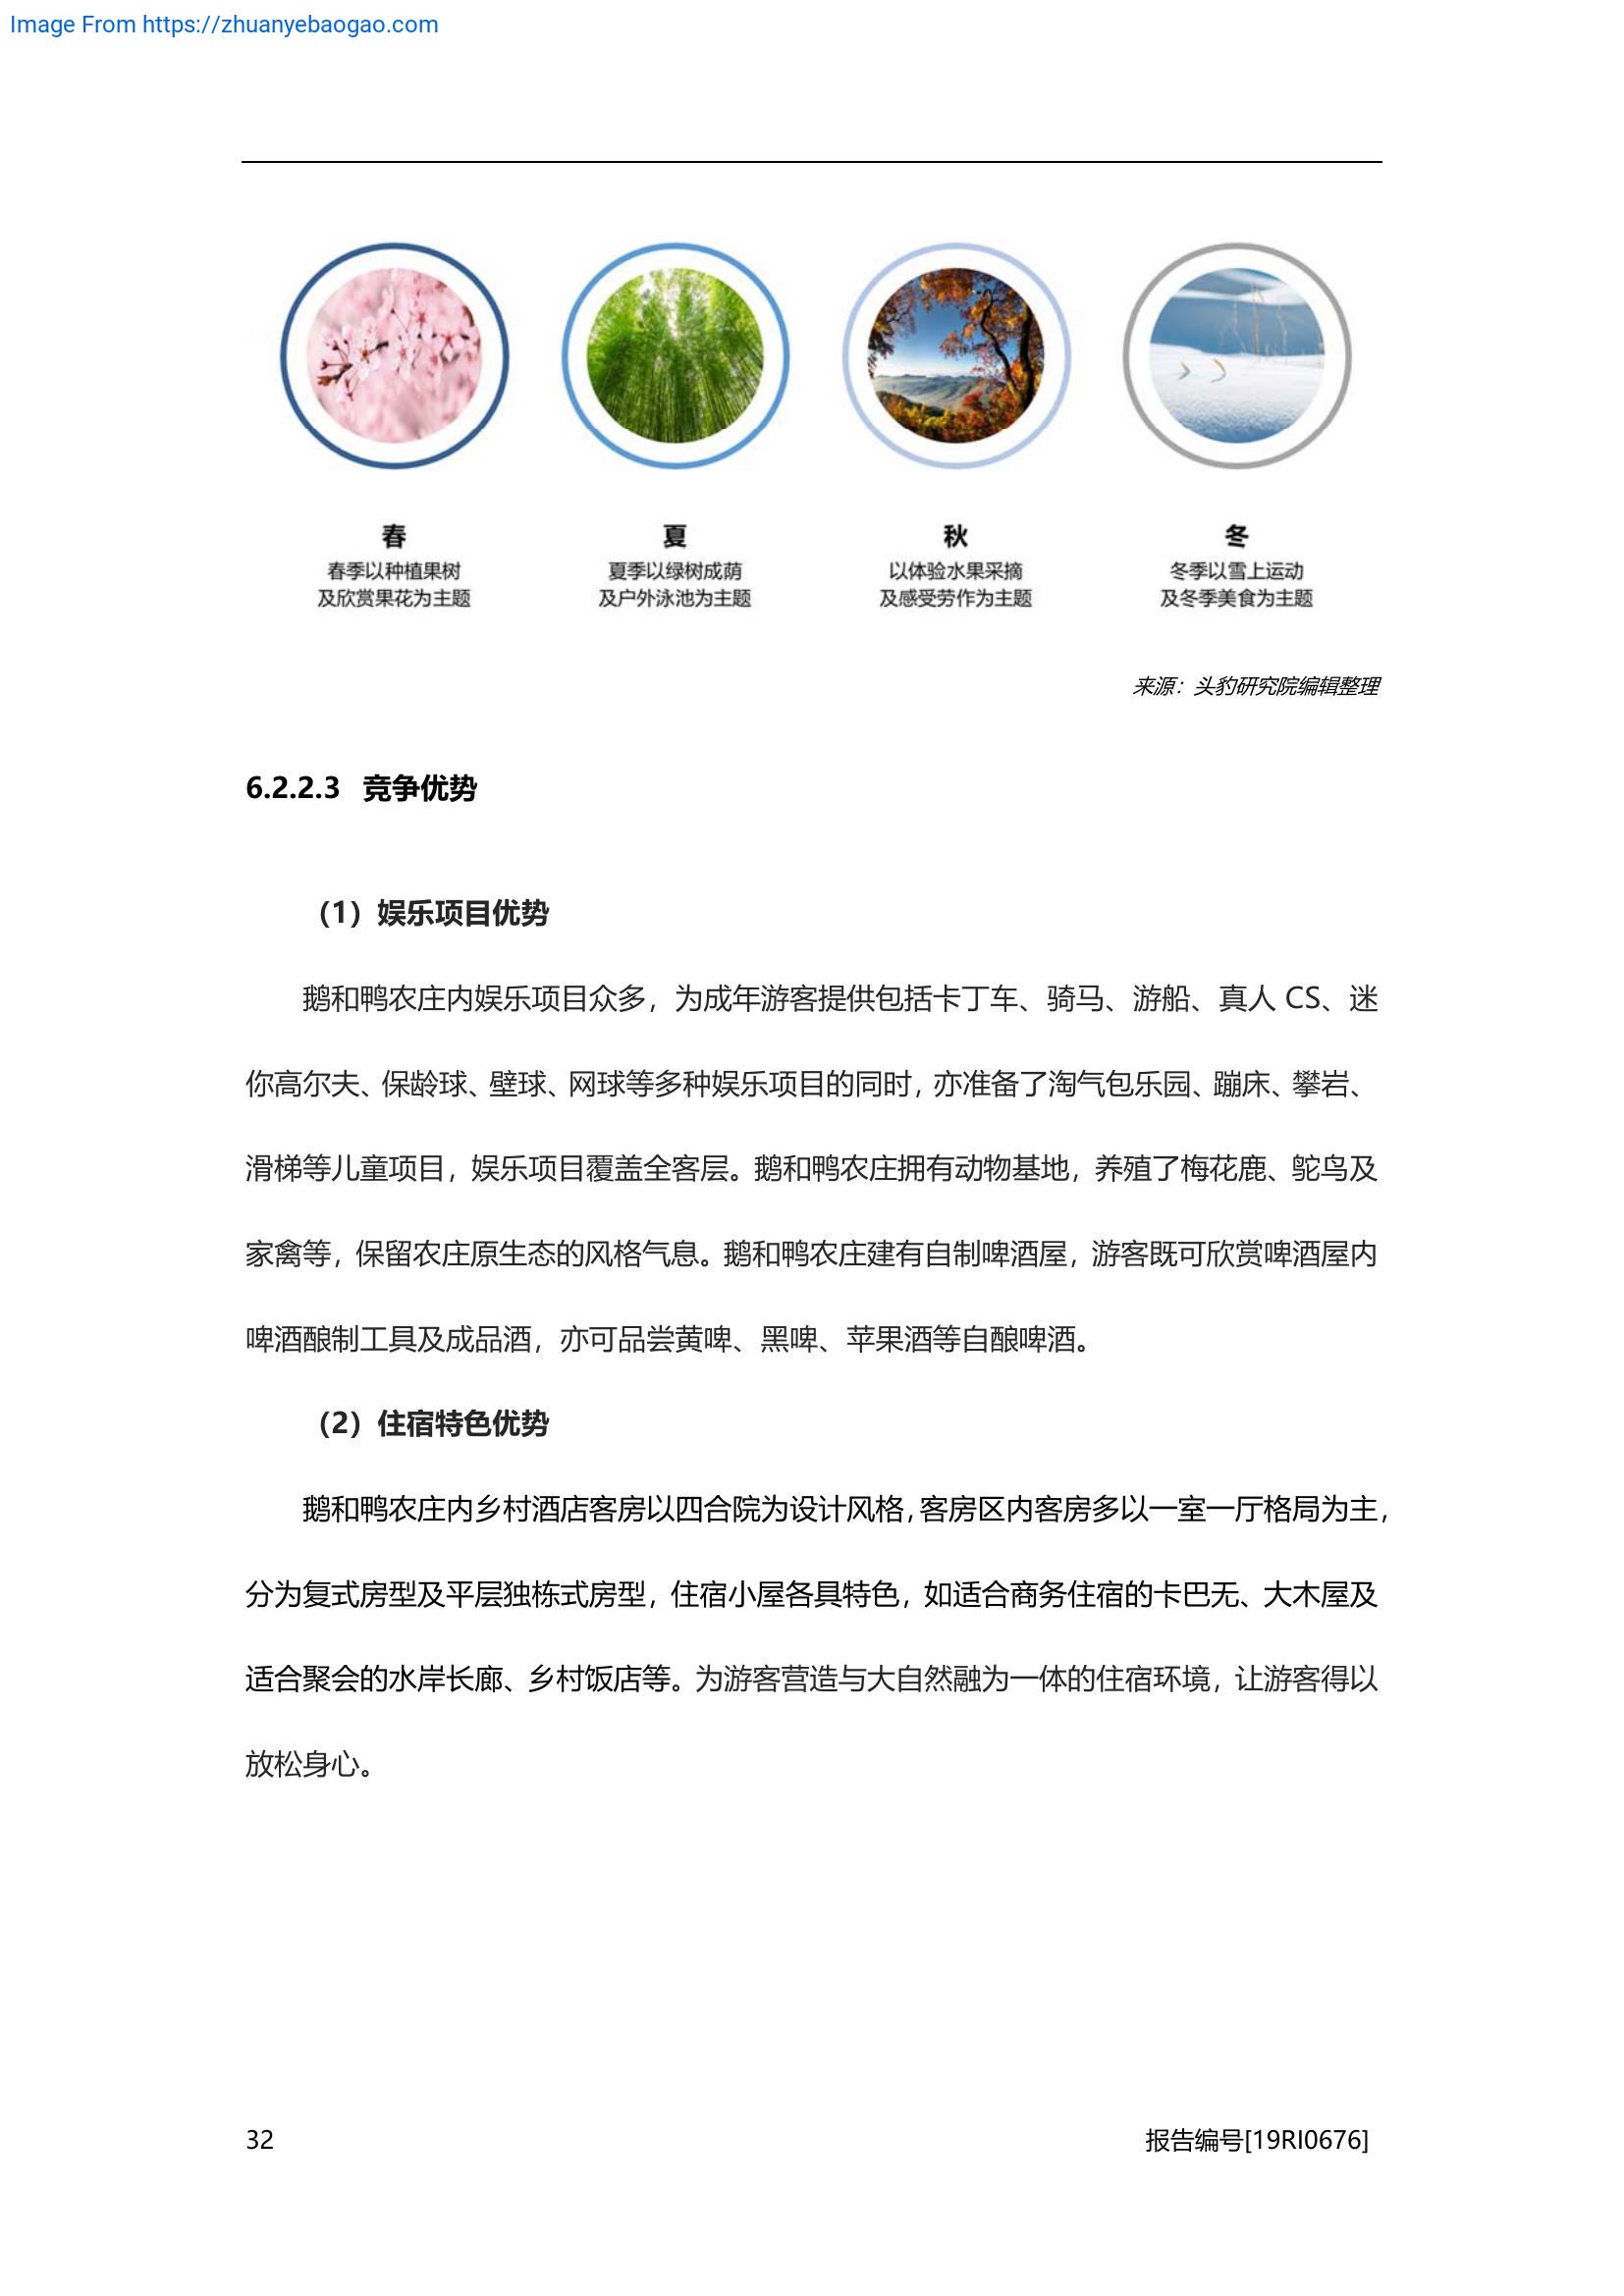 Image From https://zhuanyebaogao.com
春
夏
秋
冬
春季以种植果树
及欣赏果花为主题
夏季以绿树成荫
及户外泳池为主题
以体验水果采摘
及感受劳作为主题
冬季以雪上运动
及冬季美食为主题
来源：头豹研究院编辑整理
6.2.2.3 竞争优势
（1）娱乐项目优势
鹅和鸭农庄内娱乐项目众多，为成年游客提供包括卡丁车、骑马、游船、真人 CS、迷
你高尔夫、保龄球、壁球、网球等多种娱乐项目的同时，亦准备了淘气包乐园、蹦床、攀岩、
滑梯等儿童项目，娱乐项目覆盖全客层。鹅和鸭农庄拥有动物基地，养殖了梅花鹿、鸵鸟及
家禽等，保留农庄原生态的风格气息。鹅和鸭农庄建有自制啤酒屋，游客既可欣赏啤酒屋内
啤酒酿制工具及成品酒，亦可品尝黄啤、黑啤、苹果酒等自酿啤酒。
（2）住宿特色优势
鹅和鸭农庄内乡村酒店客房以四合院为设计风格，客房区内客房多以一室一厅格局为主，
分为复式房型及平层独栋式房型，住宿小屋各具特色，如适合商务住宿的卡巴无、大木屋及
适合聚会的水岸长廊、乡村饭店等。为游客营造与大自然融为一体的住宿环境，让游客得以
放松身心。
32
报告编号[19RI0676]